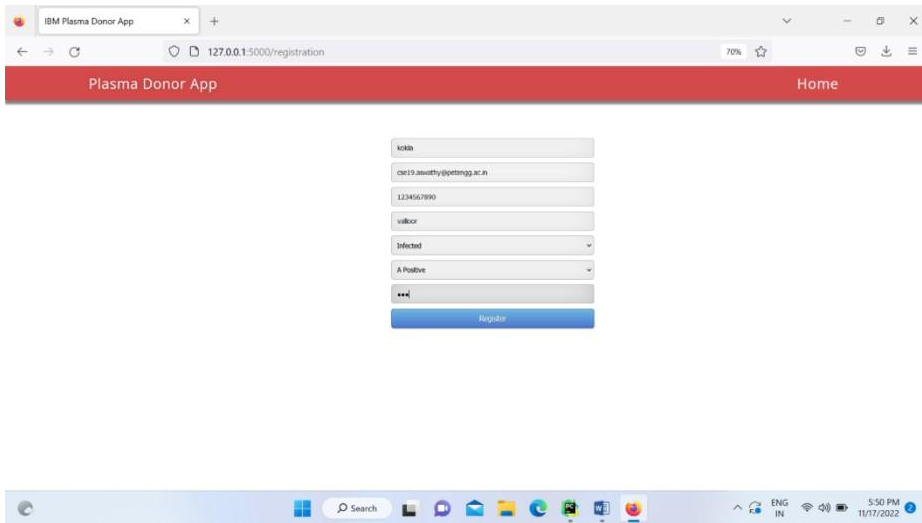 IBM Plasma Donor App
127.0.0.1:5000/registration
70%
Plasma Donor App
Home
kokila
cse19.aswathy@petengg.ac.in
1234567890
valloor
Infected
A Positive
Register
Search
ENG
IN
5:50 PM
11/17/2022
2